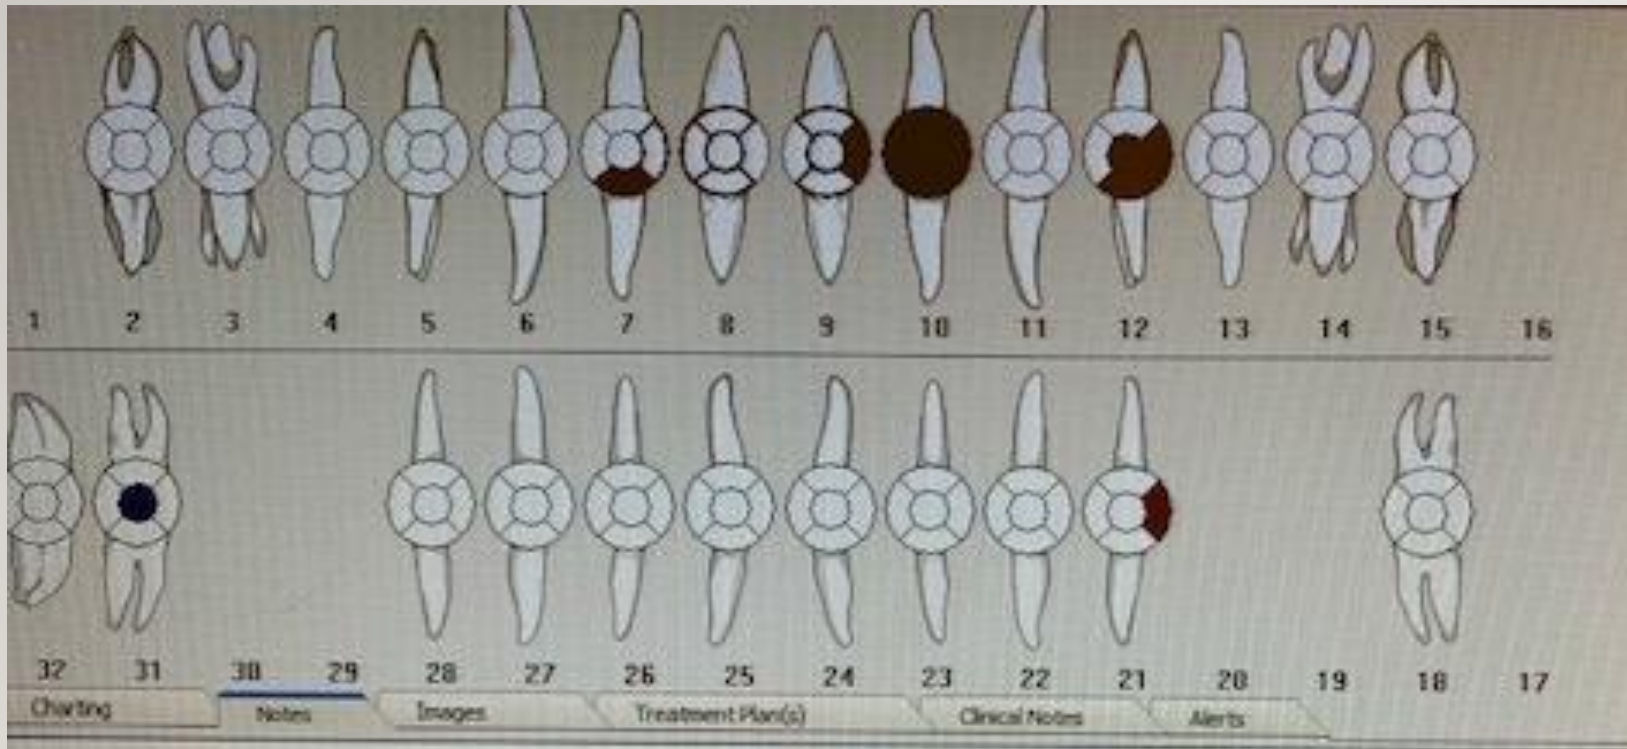 1 2 3 4 5 6 7 8 9 10 11 12 13 14 15 16
32 31 30 29 28 27 26 25 24 23 22 21 20 19 18 17
Charting Notes Images Treatment Plan(s) Clinical Notes Alerts